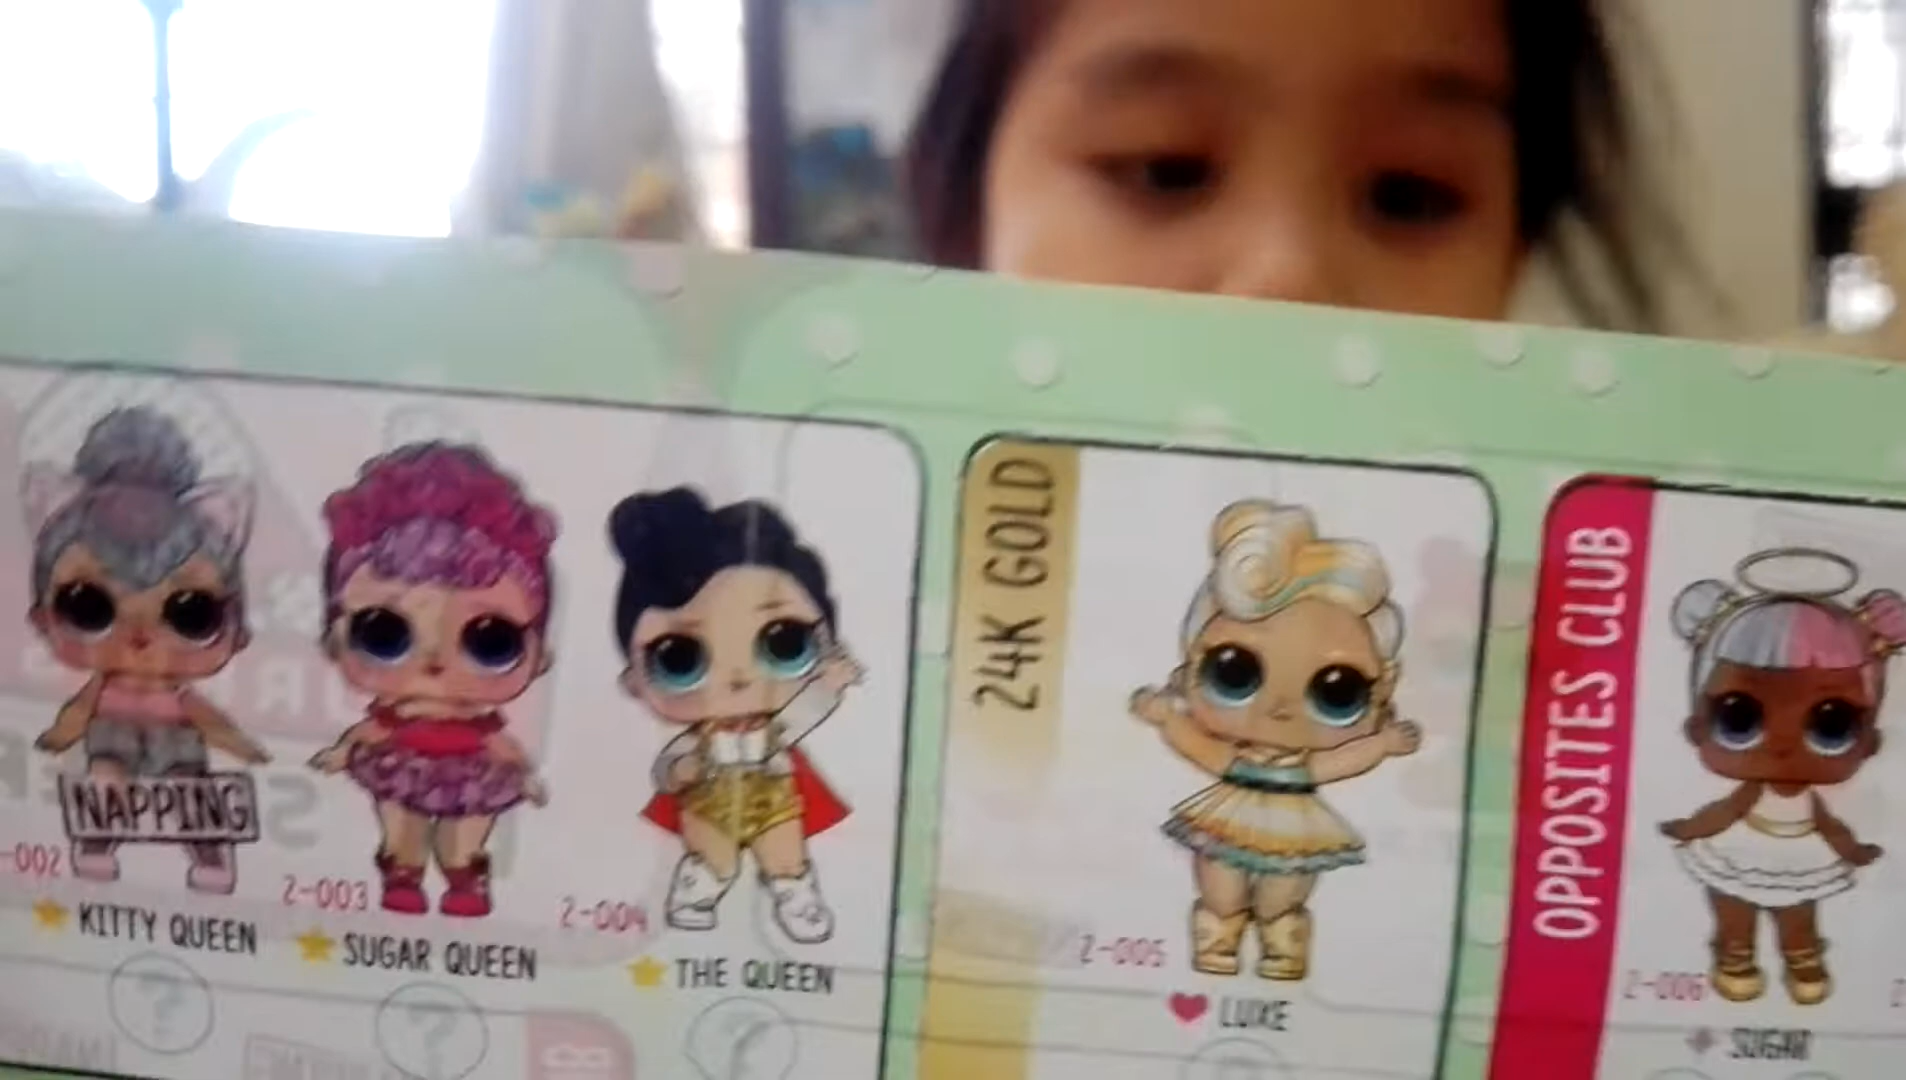 NAPPING
-002
KITTY QUEEN
2-003
SUGAR QUEEN
2-004
THE QUEEN
24K GOLD
2-005
LUXE
OPPOSITES CLUB
2-006
SUGAR